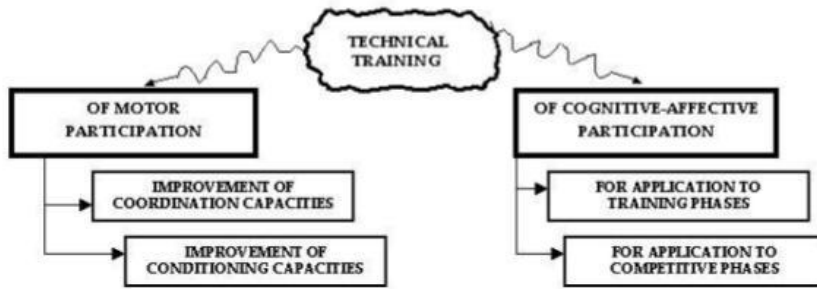 TECHNICAL
TRAINING
OF MOTOR
PARTICIPATION
OF COGNITIVE-AFFECTIVE
PARTICIPATION
IMPROVEMENT OF
COORDINATION CAPACITIES
FOR APPLICATION TO
TRAINING PHASES
IMPROVEMENT OF
CONDITIONING CAPACITIES
FOR APPLICATION TO
COMPETITIVE PHASES